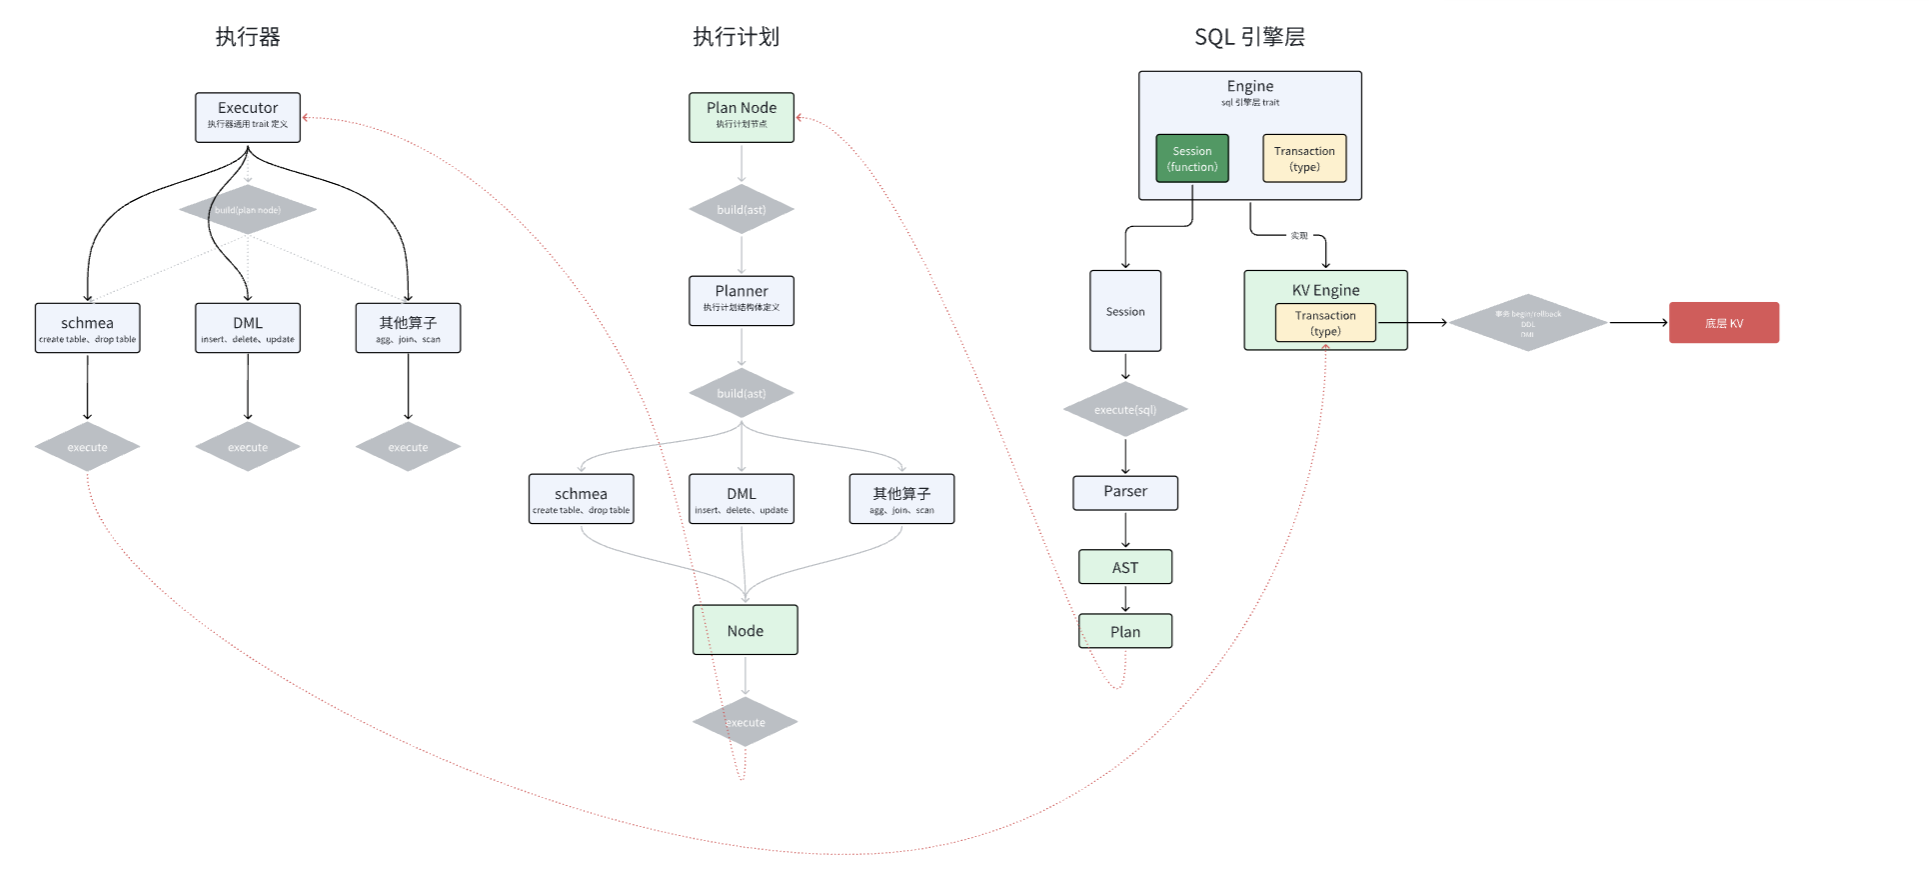 执行器
执行计划
SQL 引擎层
Executor
执行器通用 trait 定义
build(plan node)
schmea
create table、drop table
DML
insert、delete、update
其他算子
agg、join、scan
execute
execute
execute
Plan Node
执行计划节点
build(ast)
Planner
执行计划结构体定义
build(ast)
schmea
create table、drop table
DML
insert、delete、update
其他算子
agg、join、scan
Node
execute
Engine
sql 引擎层 trait
Session
（function）
Transaction
（type）
实现
Session
execute(sql)
Parser
AST
Plan
KV Engine
Transaction
（type）
事务 begin/rollback
DDL
DML
底层 KV